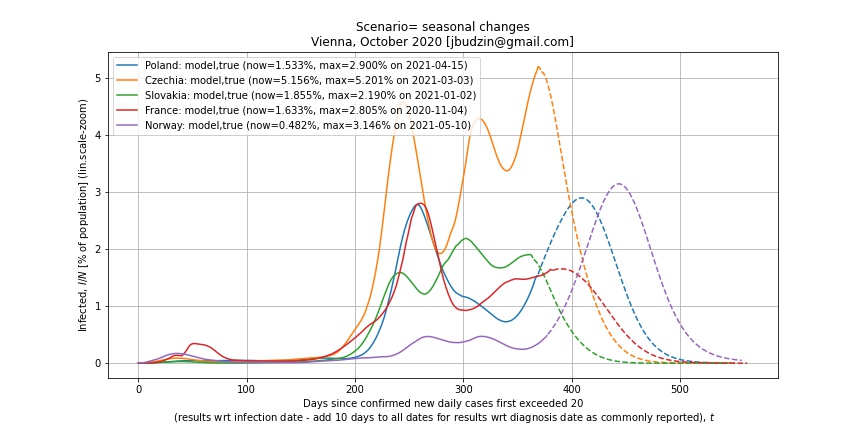 Scenario= seasonal changes
Vienna, October 2020 [jbudzin@gmail.com]
Poland: model,true (now=1.533%, max=2.900% on 2021-04-15)
Czechia: model,true (now=5.156%, max=5.201% on 2021-03-03)
Slovakia: model,true (now=1.855%, max=2.190% on 2021-01-02)
France: model,true (now=1.633%, max=2.805% on 2020-11-04)
Norway: model,true (now=0.482%, max=3.146% on 2021-05-10)
Infected, I/N [% of population] (lin.scale-zoom)
5
4
3
2
1
0
0 100 200 300 400 500
Days since confirmed new daily cases first exceeded 20
(results wrt infection date - add 10 days to all dates for results wrt diagnosis date as commonly reported), t